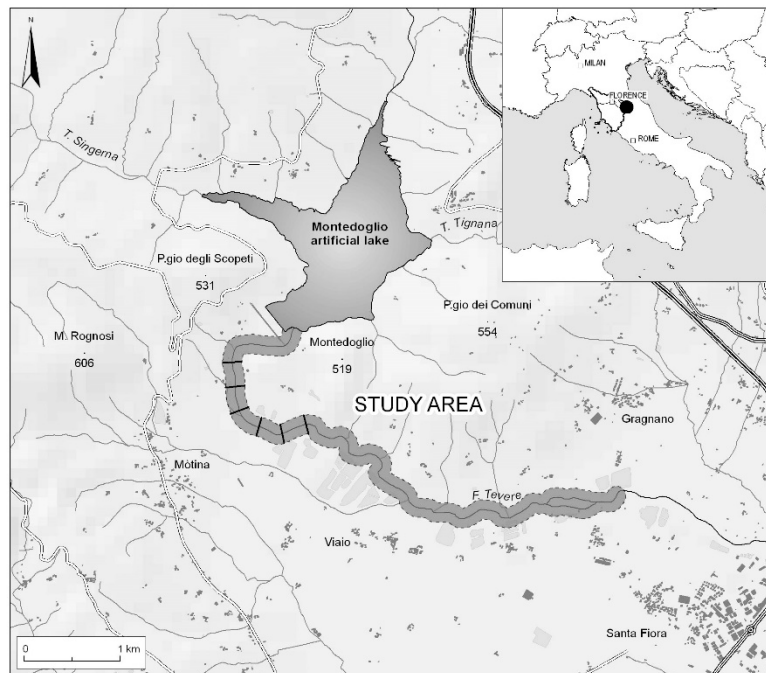 N
MILAN
FLORENCE
ROME
T. Singerna
Montedoglio
artificial lake
T. Tignana
P.gio degli Scopeti
531
P.gio dei Comuni
554
M. Rognosi
606
Montedoglio
519
STUDY AREA
Gragnano
Mòtina
F. Tevere
Viaio
Santa Fiora
0
1 km